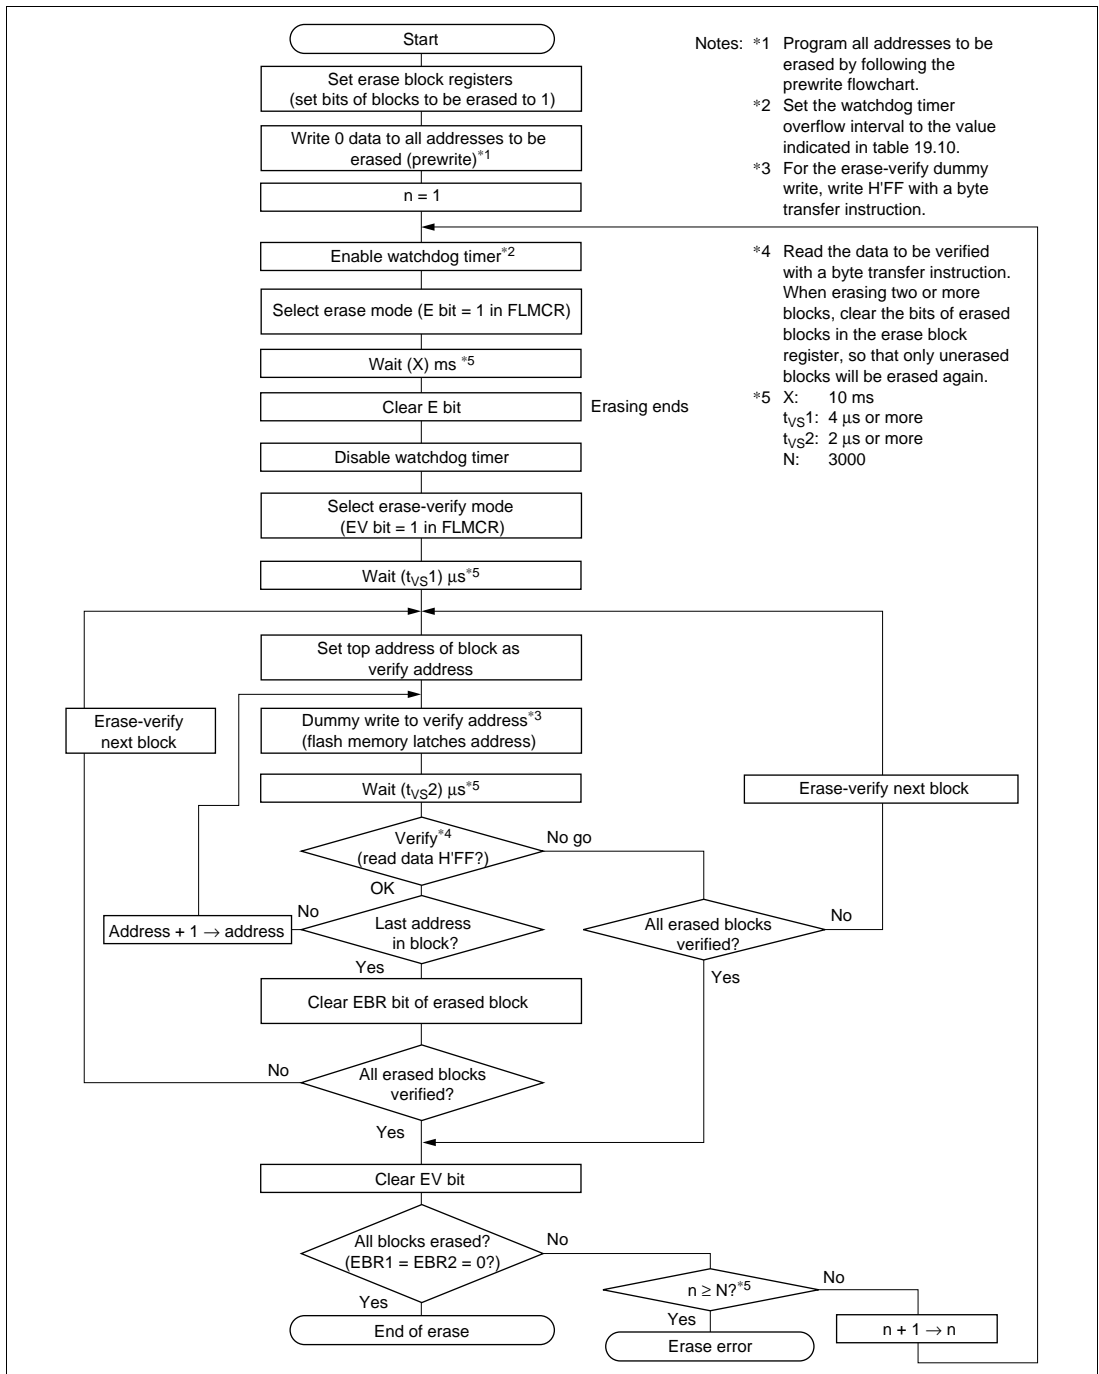 Start
Set erase block registers
(set bits of blocks to be erased to 1)
Write 0 data to all addresses to be
erased (prewrite)*1
n = 1
Enable watchdog timer*2
Select erase mode (E bit = 1 in FLMCR)
Wait (X) ms *5
Clear E bit
Erasing ends
Disable watchdog timer
Select erase-verify mode
(EV bit = 1 in FLMCR)
Wait (tVS1) μs*5
Set top address of block as
verify address
Erase-verify
next block
Dummy write to verify address*3
(flash memory latches address)
Wait (tVS2) μs*5
Erase-verify next block
Verify*4
(read data H'FF?)
No go
OK
No
Address + 1 → address
Last address
in block?
All erased blocks
verified?
No
Yes
Yes
Clear EBR bit of erased block
No
All erased blocks
verified?
Yes
Clear EV bit
All blocks erased?
(EBR1 = EBR2 = 0?)
No
n ≥ N?*5
No
Yes
Yes
End of erase
Erase error
n + 1 → n
Notes: *1 Program all addresses to be
erased by following the
prewrite flowchart.
*2 Set the watchdog timer
overflow interval to the value
indicated in table 19.10.
*3 For the erase-verify dummy
write, write H'FF with a byte
transfer instruction.
*4 Read the data to be verified
with a byte transfer instruction.
When erasing two or more
blocks, clear the bits of erased
blocks in the erase block
register, so that only unerased
blocks will be erased again.
*5 X: 10 ms
tVS1: 4 μs or more
tVS2: 2 μs or more
N: 3000